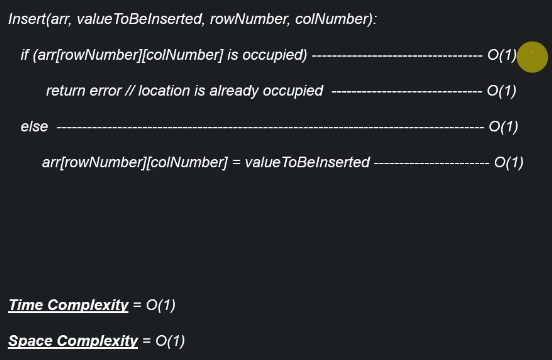 Insert(arr, valueToBeInserted, rowNumber, colNumber):
if (arr[rowNumber][colNumber] is occupied) ---------------------------------- O(1)
return error // location is already occupied ------------------------------ O(1)
else ------------------------------------------------------------------------------------- O(1)
arr[rowNumber][colNumber] = valueToBeInserted ----------------------- O(1)
Time Complexity = O(1)
Space Complexity = O(1)